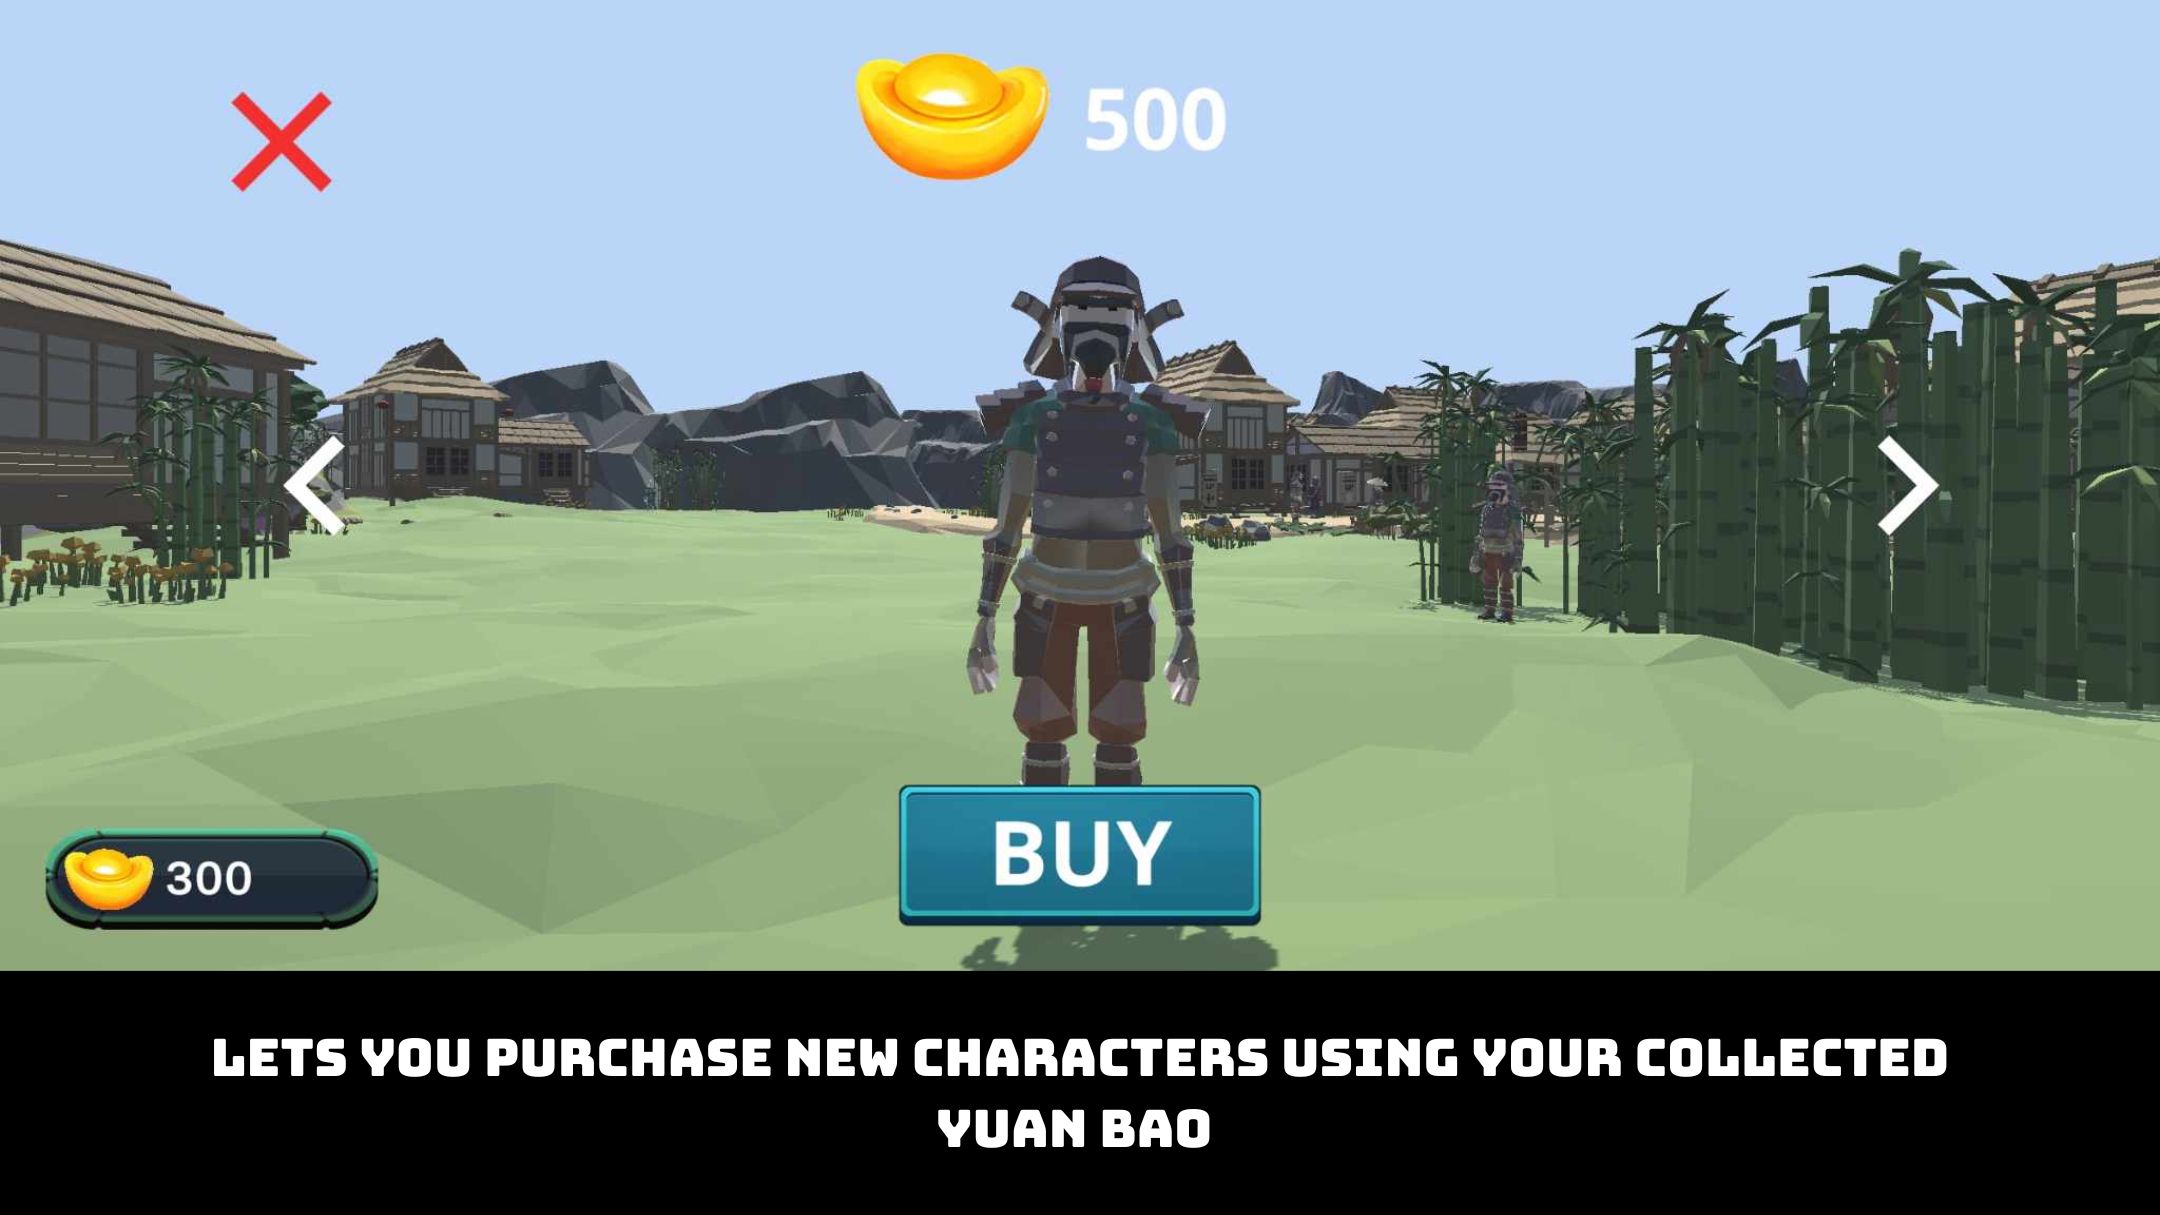 500
300
BUY
LETS YOU PURCHASE NEW CHARACTERS USING YOUR COLLECTED
YUAN BAO